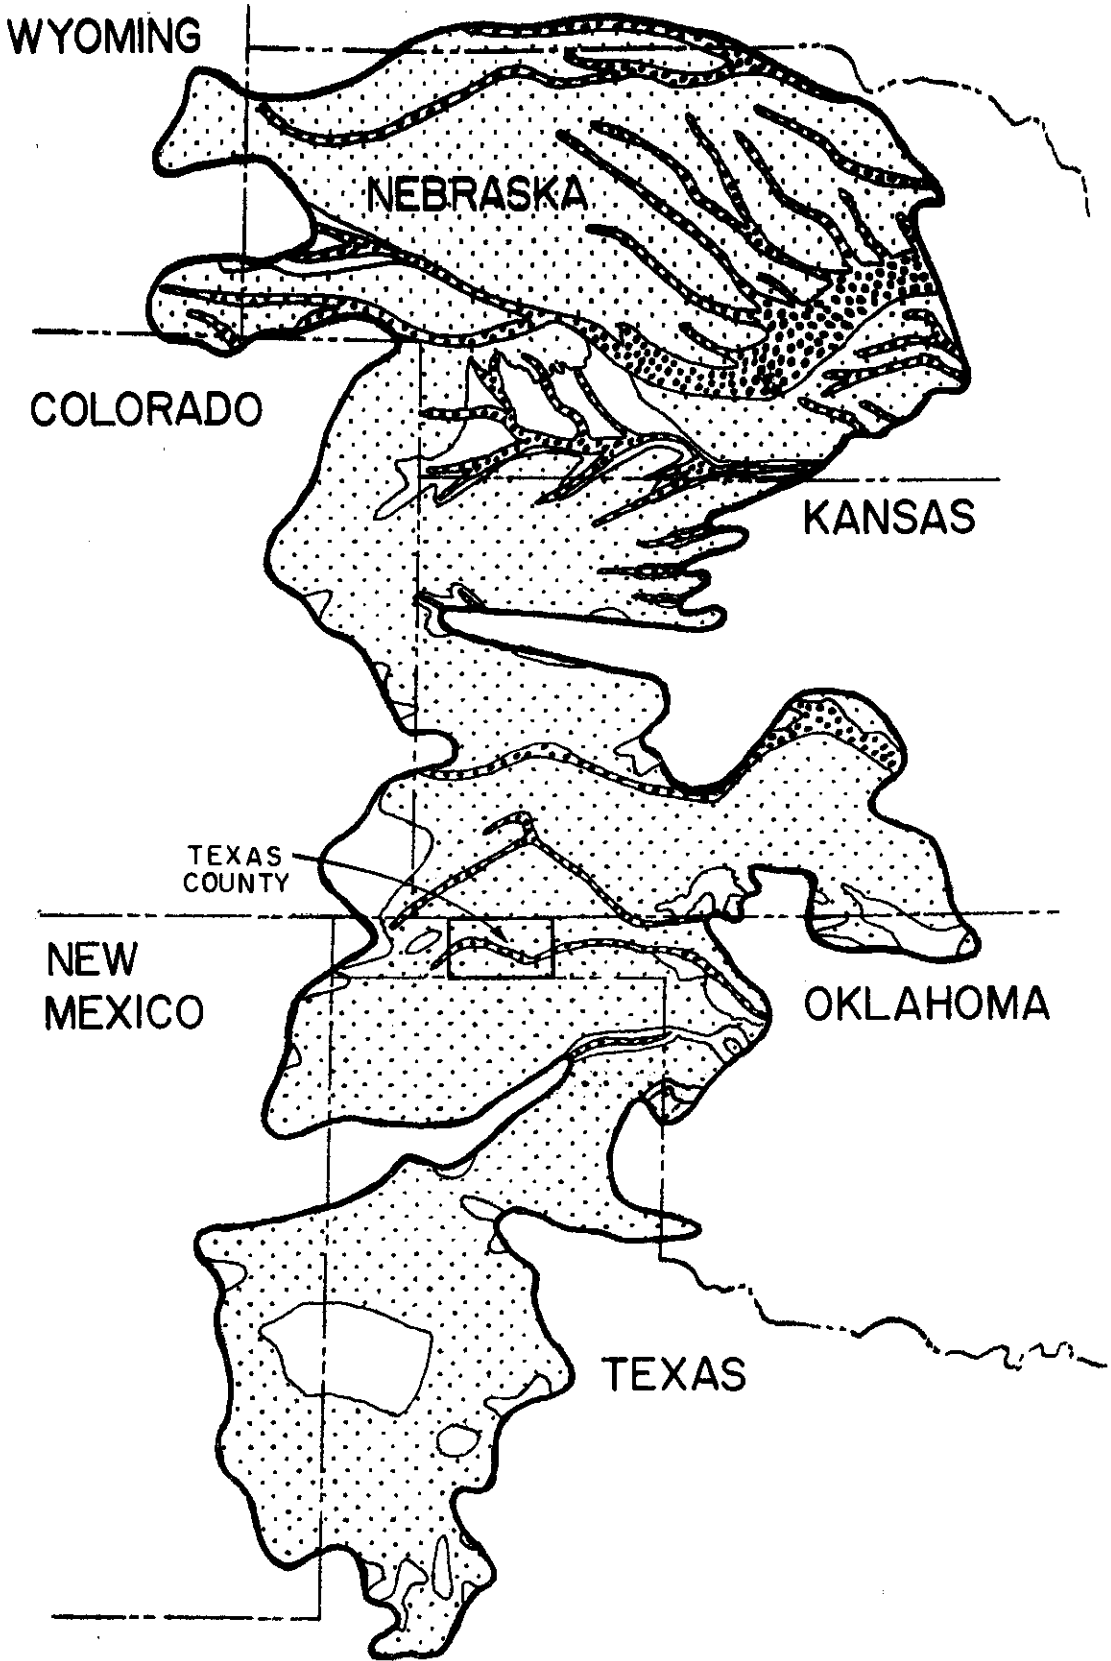 WYOMING
NEBRASKA
COLORADO
KANSAS
TEXAS
COUNTY
NEW
MEXICO
OKLAHOMA
TEXAS